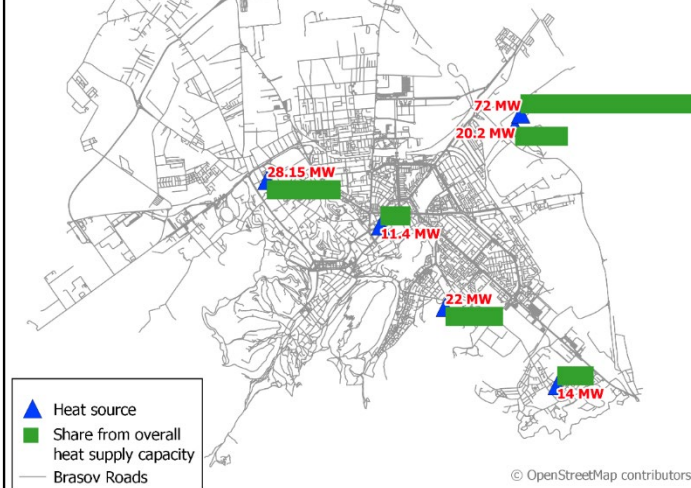 72 MW
20.2 MW
28.15 MW
11.4 MW
22 MW
14 MW
Heat source
Share from overall
heat supply capacity
Brasov Roads
© OpenStreetMap contributors